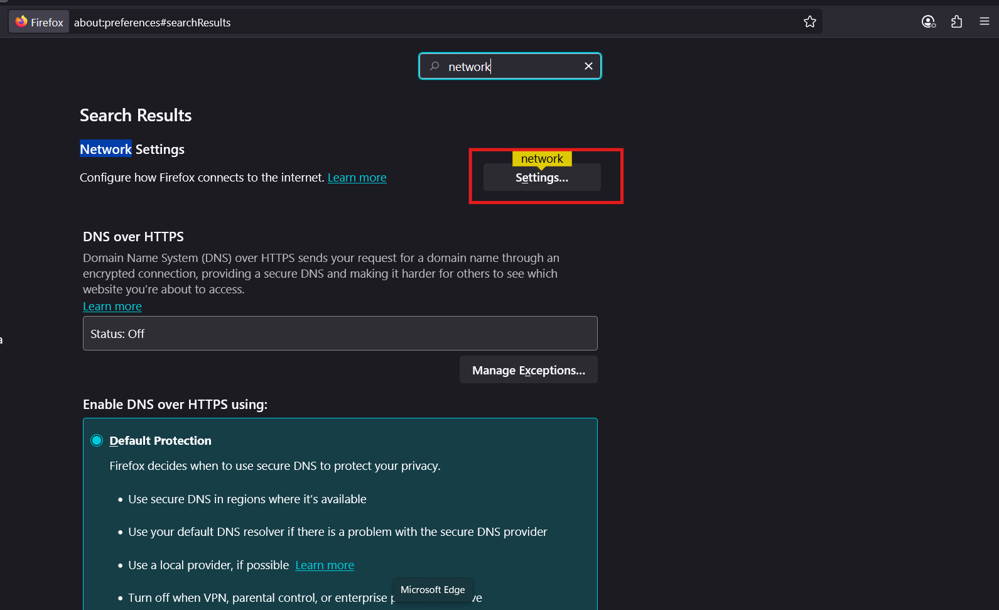 Firefox about:preferences#searchResults
network
Search Results
Network Settings
network
Configure how Firefox connects to the internet. Learn more
Settings...
DNS over HTTPS
Domain Name System (DNS) over HTTPS sends your request for a domain name through an
encrypted connection, providing a secure DNS and making it harder for others to see which
website you're about to access.
Learn more
a
Status: Off
Manage Exceptions...
Enable DNS over HTTPS using:
Default Protection
Firefox decides when to use secure DNS to protect your privacy.
• Use secure DNS in regions where it's available
• Use your default DNS resolver if there is a problem with the secure DNS provider
• Use a local provider, if possible Learn more
Microsoft Edge
• Turn off when VPN, parental control, or enterprise